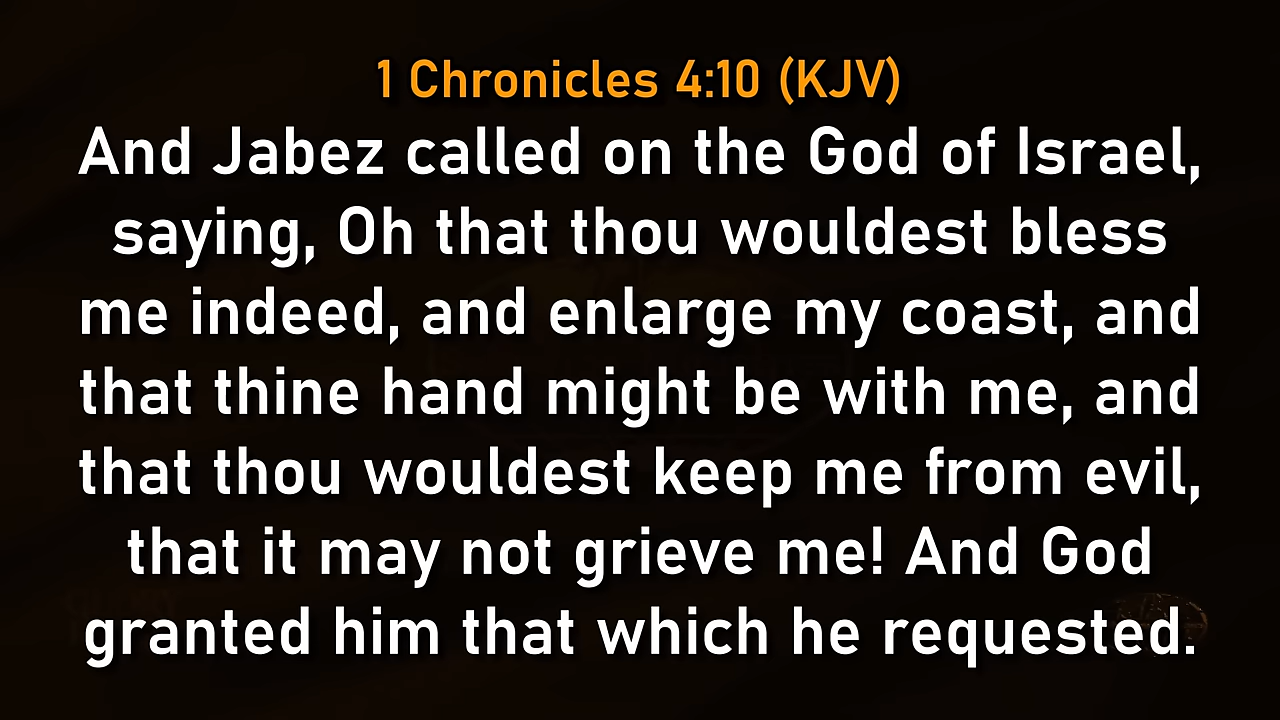 1 Chronicles 4:10 (KJV)
And Jabez called on the God of Israel,
saying, Oh that thou wouldest bless
me indeed, and enlarge my coast, and
that thine hand might be with me, and
that thou wouldest keep me from evil,
that it may not grieve me! And God
granted him that which he requested.